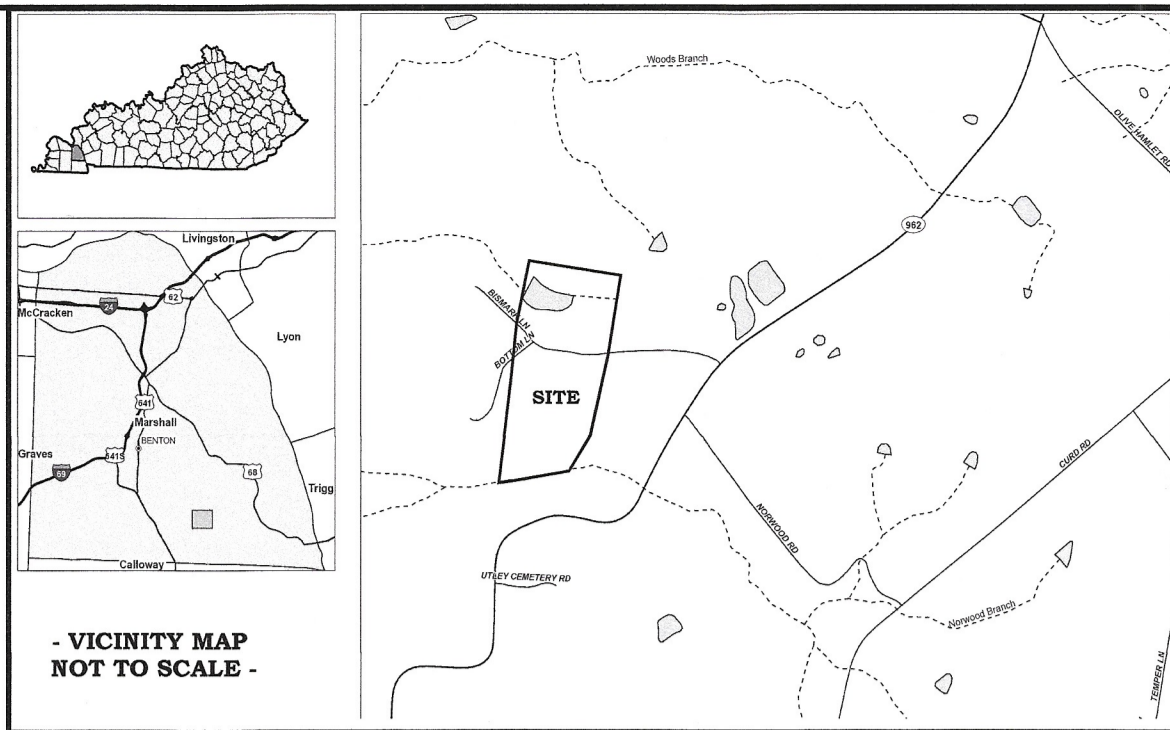 Livingston
24
62
McCracken
Lyon
641
Marshall
BENTON
Graves
641S
69
68
Trigg
Calloway
- VICINITY MAP
NOT TO SCALE -
Woods Branch
OLIVE HAMLET RD
962
BISMARK LN
BOTTOM LN
SITE
CURD RD
NORWOOD RD
UTLEY CEMETERY RD
Norwood Branch
TEMPER LN